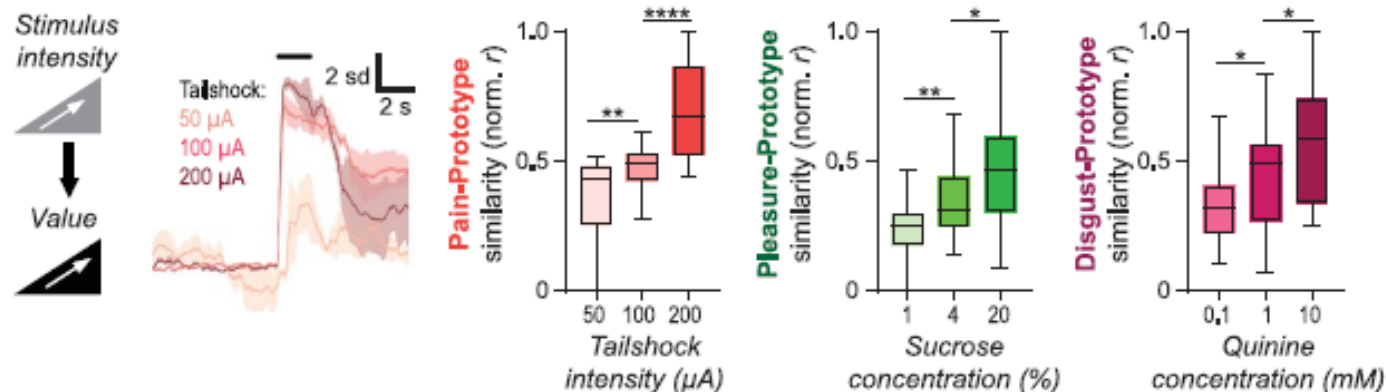 Stimulus
intensity
Value
Tailshock:
50 µA
100 µA
200 µA
2 sd
2 s
Pain-Prototype
similarity (norm. r)
1.0
0.5
0
**
****
50 100 200
Tailshock
intensity (µA)
Pleasure-Prototype
similarity (norm. r)
1.0
0.5
0
**
*
1 4 20
Sucrose
concentration (%)
Disgust-Prototype
similarity (norm. r)
1.0
0.5
0
*
*
0.1 1 10
Quinine
concentration (mM)